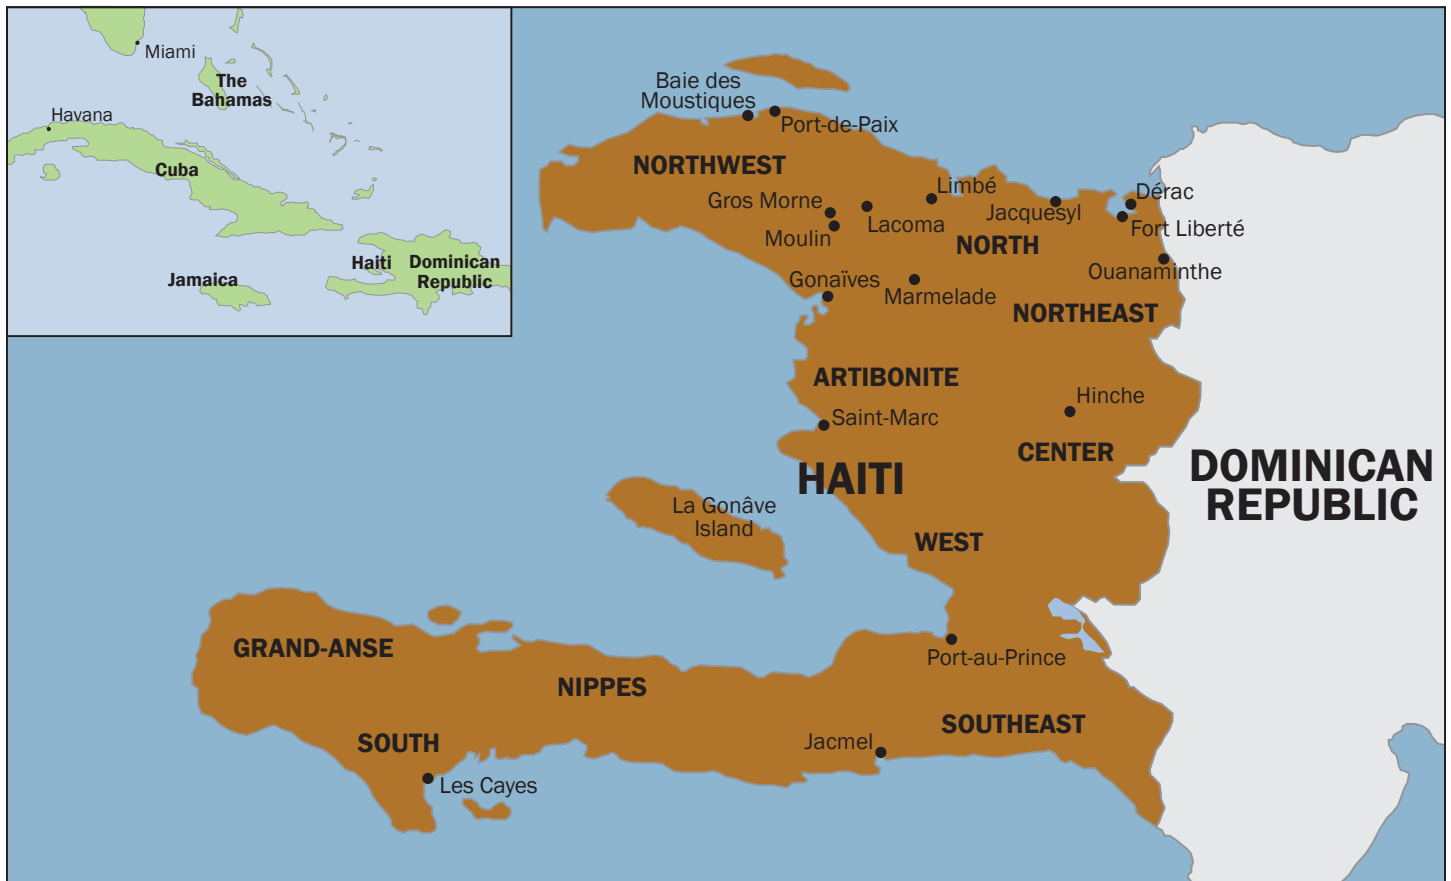 Miami
The
Bahamas
Havana
Cuba
Haiti
Dominican
Republic
Jamaica
Baie des
Moustiques
Port-de-Paix
NORTHWEST
Limbé
Dérac
Gros Morne
Lacoma
Jacquesyl
Fort Liberté
Moulin
NORTH
Ouanaminthe
Gonaïves
Marmelade
NORTHEAST
ARTIBONITE
Hinche
Saint-Marc
CENTER
HAITI
DOMINICAN
REPUBLIC
La Gonâve
Island
WEST
GRAND-ANSE
Port-au-Prince
NIPPES
SOUTHEAST
SOUTH
Jacmel
Les Cayes